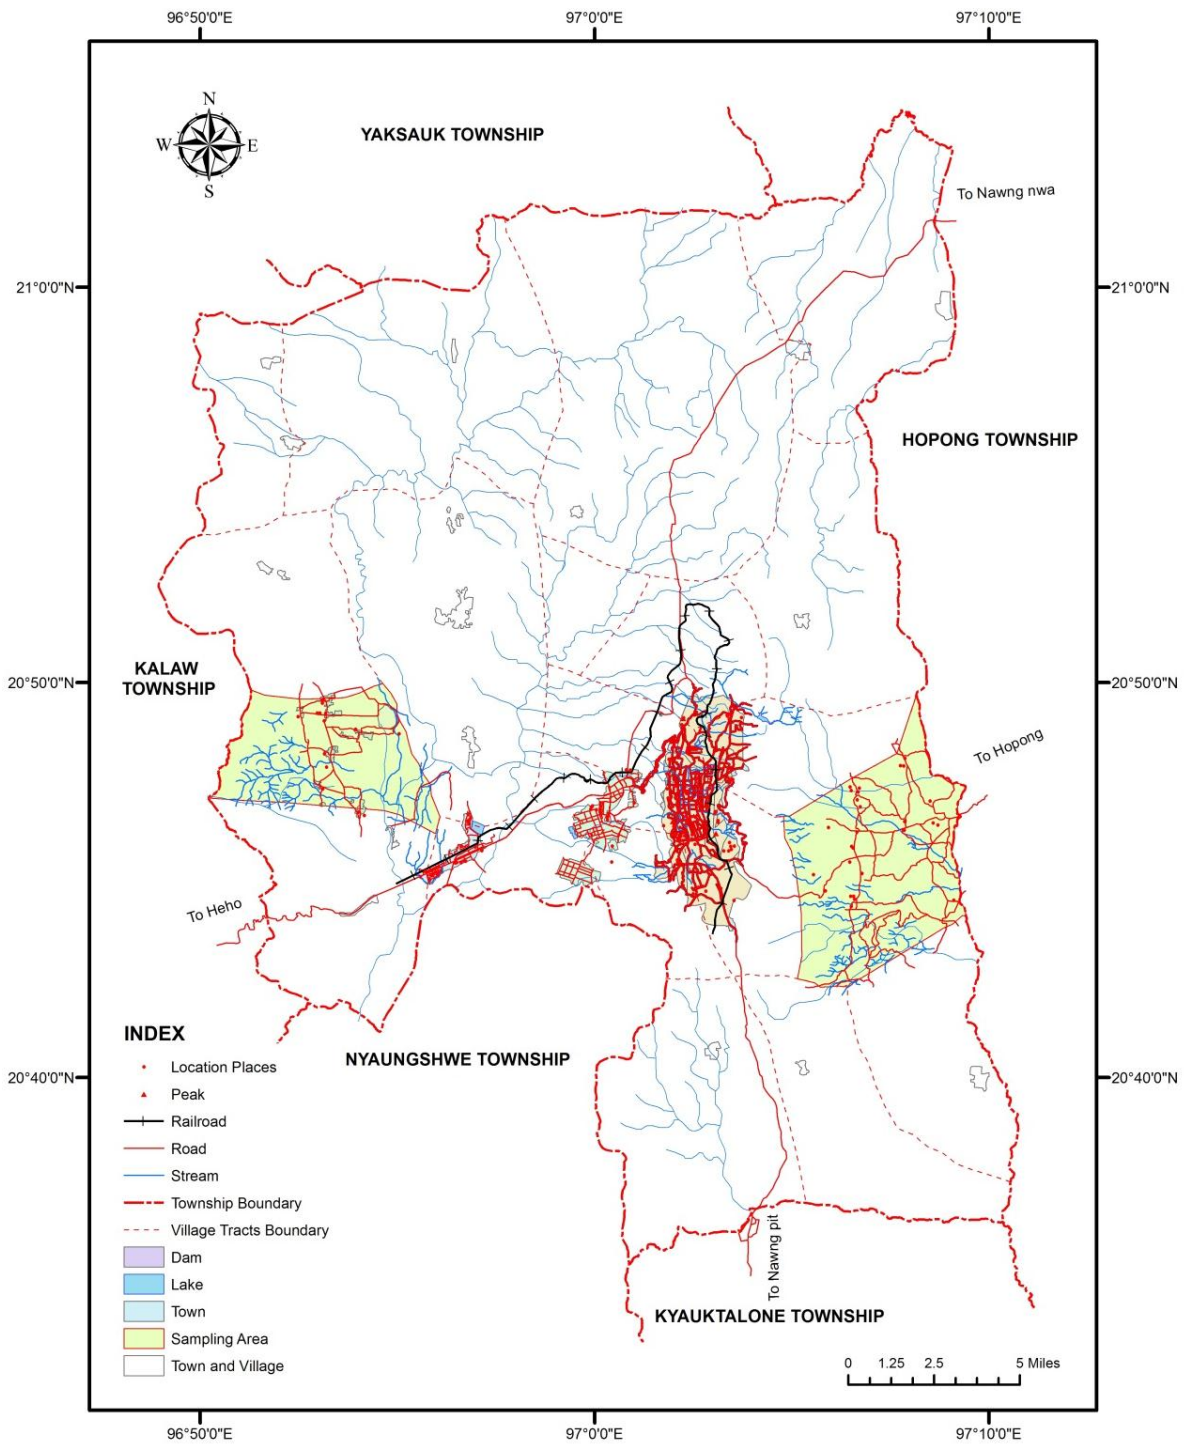 96°50'0"E 97°0'0"E 97°10'0"E
N
W E
S
YAKSAUK TOWNSHIP
To Nawng nwa
21°0'0"N 21°0'0"N
HOPONG TOWNSHIP
KALAW
TOWNSHIP
20°50'0"N 20°50'0"N
To Hopong
To Heho
INDEX
NYAUNGSHWE TOWNSHIP
Location Places
20°40'0"N 20°40'0"N
Peak
Railroad
Road
Stream
Township Boundary
Village Tracts Boundary
Dam
Lake
Town
Sampling Area
Town and Village
To Nawng pit
KYAUKTALONE TOWNSHIP
0 1.25 2.5 5 Miles
96°50'0"E 97°0'0"E 97°10'0"E